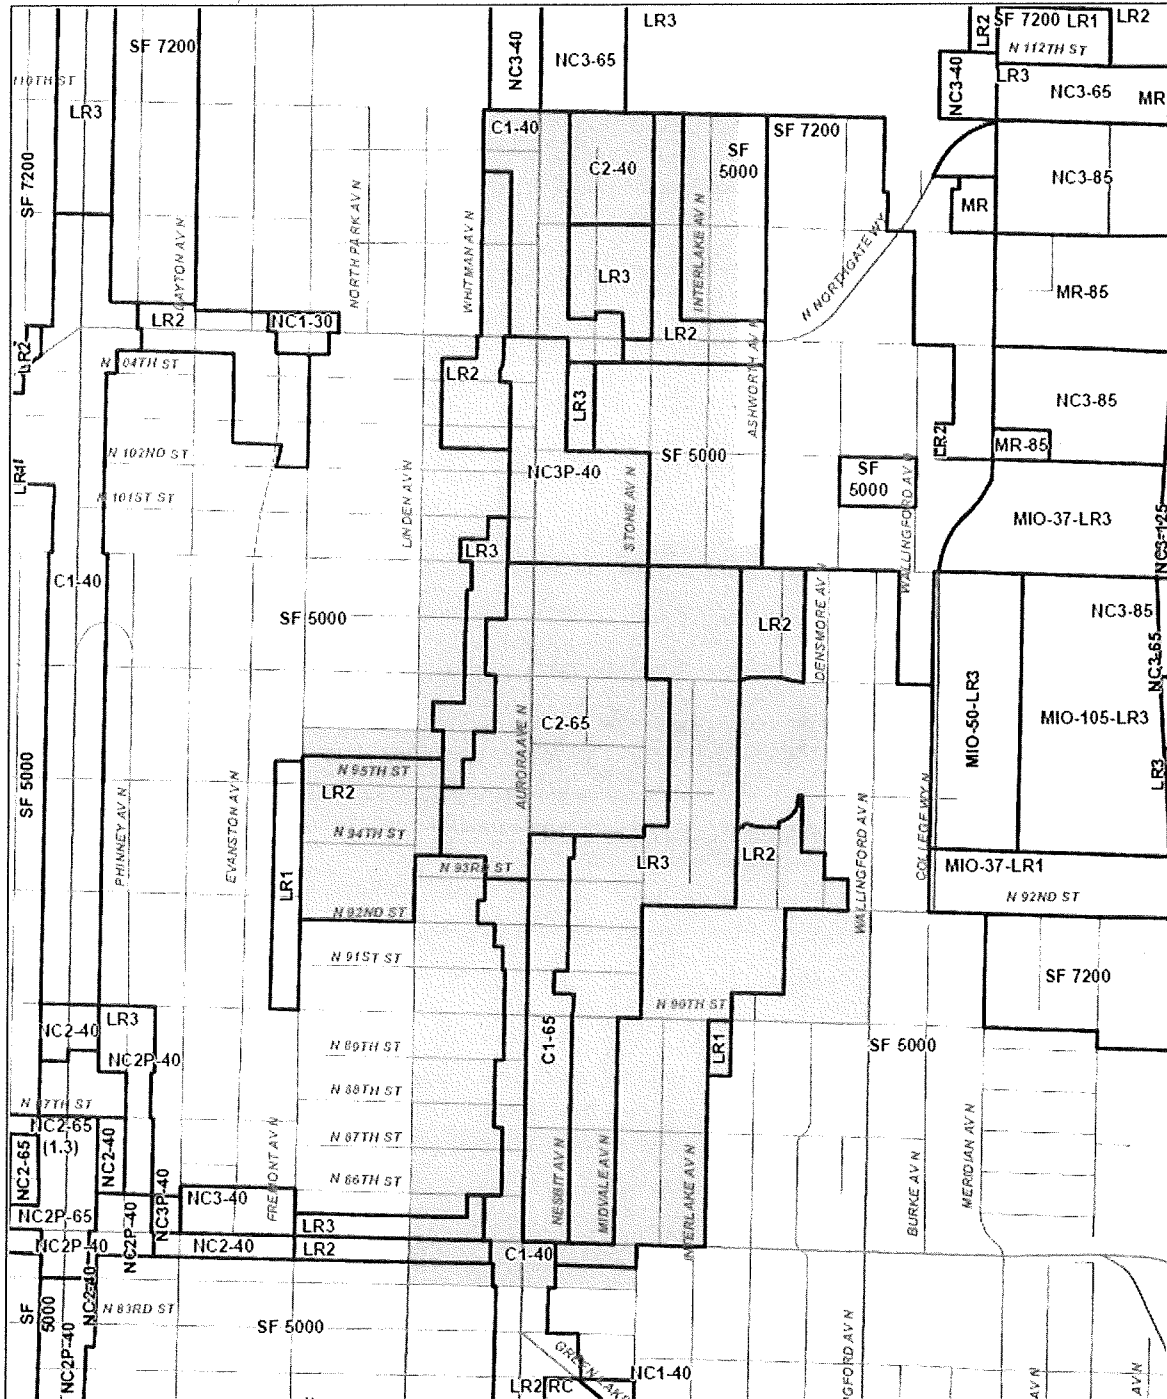 LR3
LR2
SF 7200
LR1
LR2
SF 7200
NC3-40
NC3-65
N 112TH ST
LR3
NC3-40
NC3-65
MR
110TH ST
LR3
C1-40
SF 7200
SF
5000
C2-40
NC3-85
SF 7200
MR
NORTH PARK AV N
WHITMAN AV N
INTERLAKE AV N
DAYTON AV N
N NORTHGATE WY
LR3
MR-85
LR2
NC1-30
LR2
LR2
N 104TH ST
LR2
ASHWORTH AV N
LR3
NC3-85
LR2
MR-85
N 102ND ST
SF 5000
NC3P-40
SF
5000
LINDEN AV N
STONE AV N
WALLINGFORD AV N
N 101ST ST
MIO-37-LR3
NC3-125
LR3
C1-40
SF 5000
LR2
DENSMORE AV N
NC3-85
NC3-65
C2-65
AURORA AVE N
MIO-50-LR3
MIO-105-LR3
SF 5000
N 95TH ST
LR2
LR3
PHINNEY AV N
EVANSTON AV N
N 94TH ST
WALLINGFORD AV N
COLLEGE WY N
N 93RD ST
LR3
LR2
MIO-37-LR1
LR1
N 92ND ST
N 92ND ST
N 91ST ST
SF 7200
N 90TH ST
LR3
NC2-40
NC2P-40
N 89TH ST
C1-65
LR1
SF 5000
N 88TH ST
N 87TH ST
NC2-65
(1.3)
NC2-65
NC2-40
N 87TH ST
N 86TH ST
FREMONT AV N
NESBIT AV N
MIDVALE AV N
INTERLAKE AV N
BURKE AV N
MERIDIAN AV N
NC3-40
NC2P-65
NC2P-40
NC3P-40
LR3
NC2P-40
NC2-40
LR2
C1-40
SF
5000
NC2-40
N 83RD ST
SF 5000
NC2P-40
GREEN LAKE
NC1-40
LR2
RC
NGFORD AV N
AV N
AV N